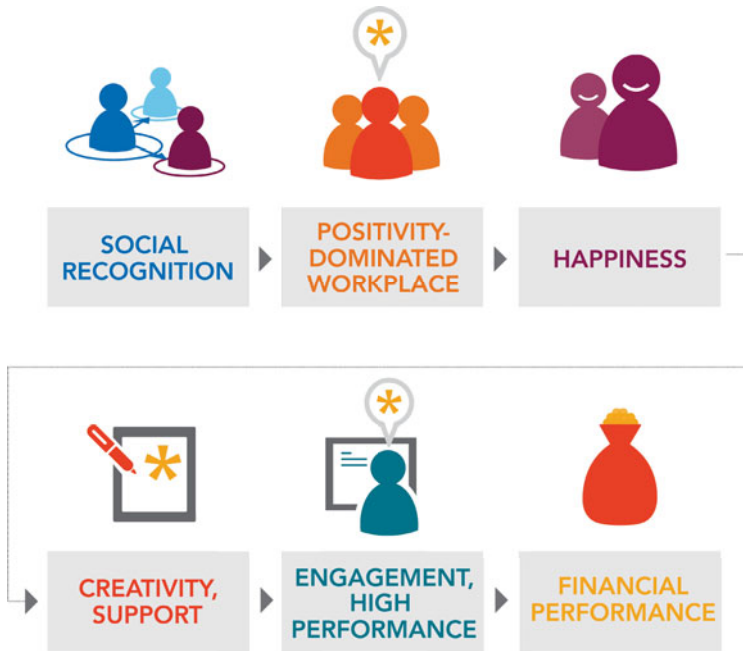 SOCIAL
RECOGNITION
POSITIVITY-
DOMINATED
WORKPLACE
HAPPINESS
CREATIVITY,
SUPPORT
ENGAGEMENT,
HIGH
PERFORMANCE
FINANCIAL
PERFORMANCE